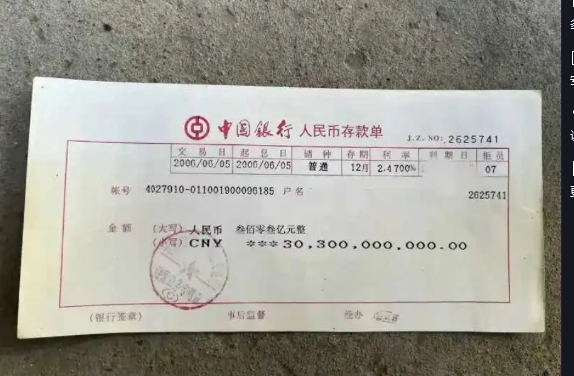 中国银行 人民币存款单
I.Z.NO: 2625741
交易日 起息日 储种 存期 利率 到期日 柜员
2006/06/05 2006/06/05 普通 12月 2.4700% 07
帐号 4027910-011001900096185 户名 2625741
金额 (大写) 人民币 叁佰零叁亿元整
(小写) CNY ***30,300,000,000.00
(银行签章) 事后监督 经办